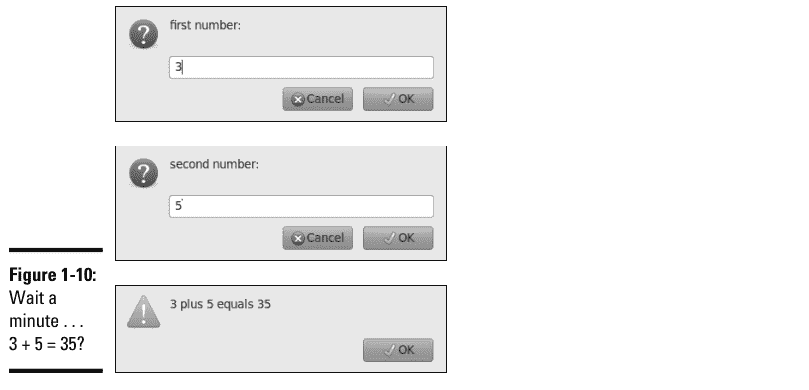 first number:
3
Cancel
OK
second number:
5
Cancel
OK
Figure 1-10:
Wait a
minute . . .
3 + 5 = 35?
3 plus 5 equals 35
OK